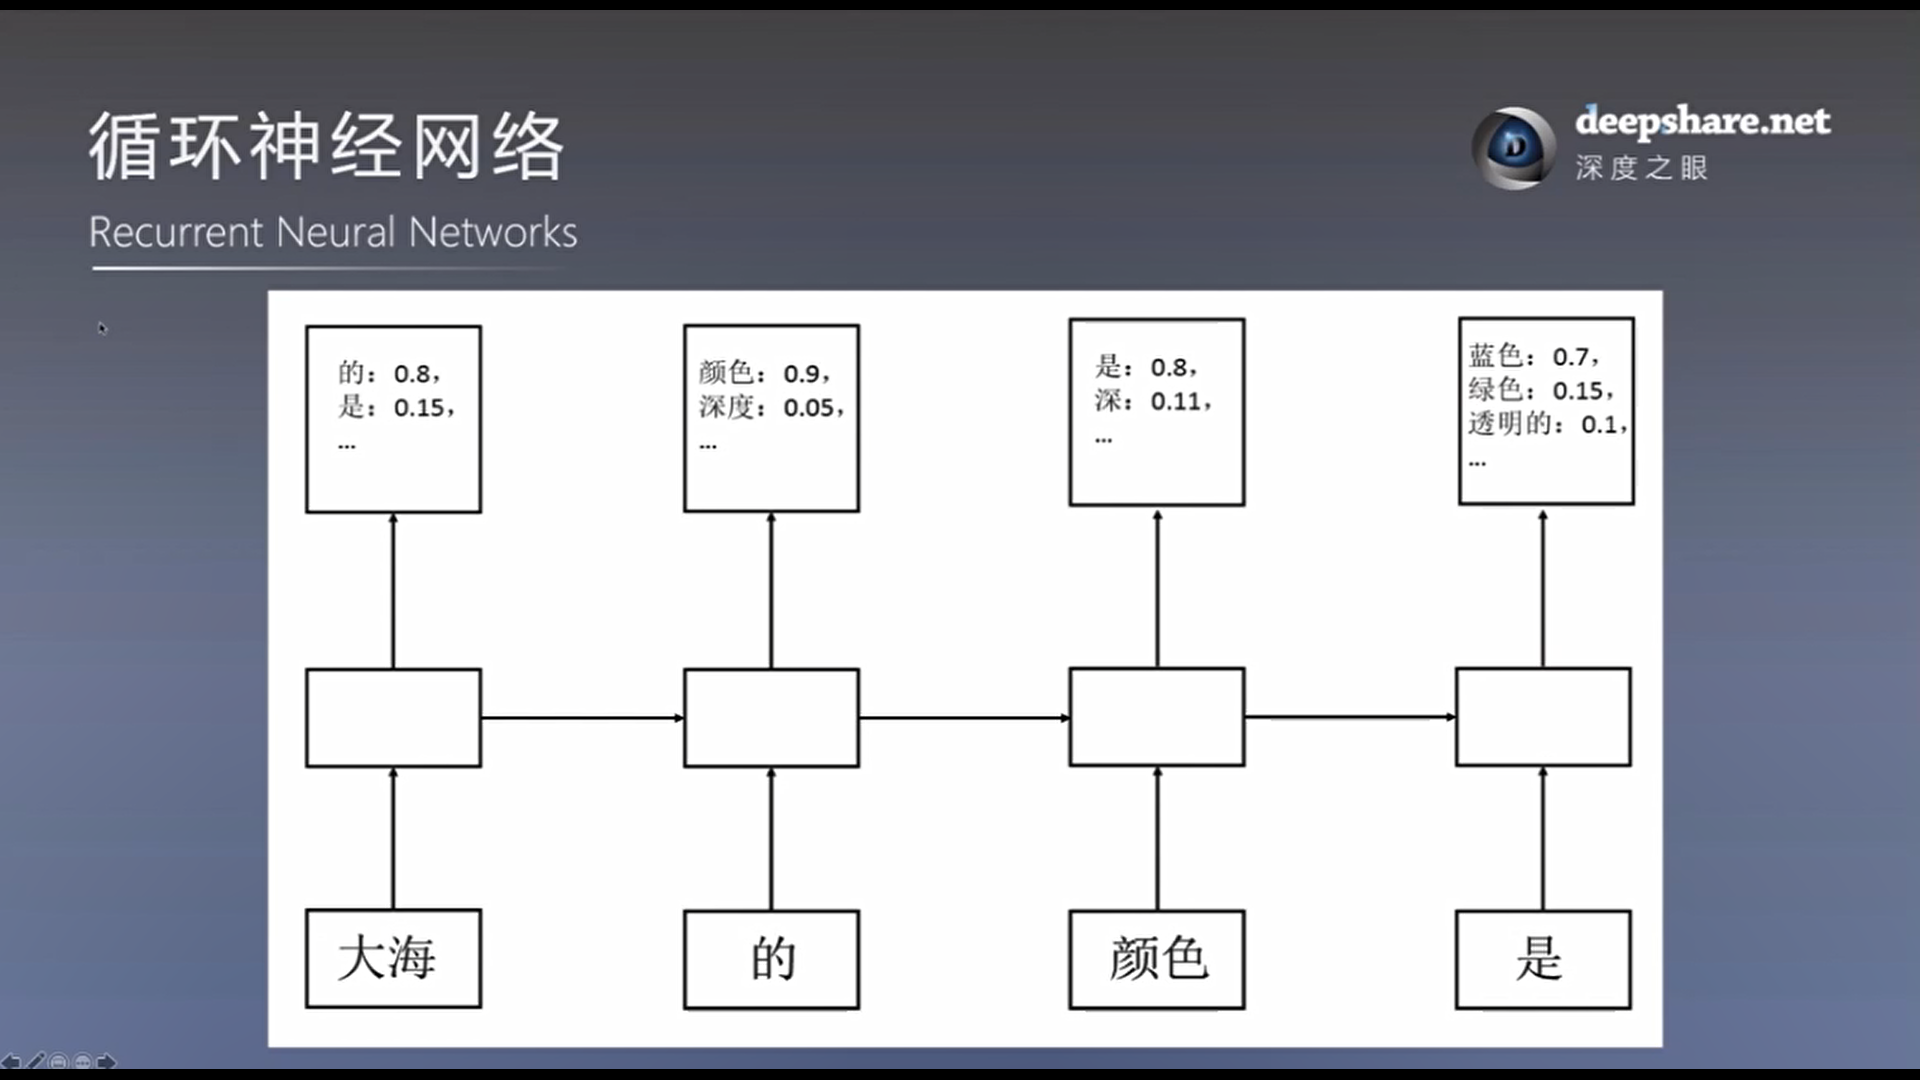 循环神经网络
Recurrent Neural Networks
deepshare.net
深度之眼
的：0.8，
是：0.15，
...
颜色：0.9，
深度：0.05，
...
是：0.8，
深：0.11，
...
蓝色：0.7，
绿色：0.15，
透明的：0.1，
...
大海
的
颜色
是